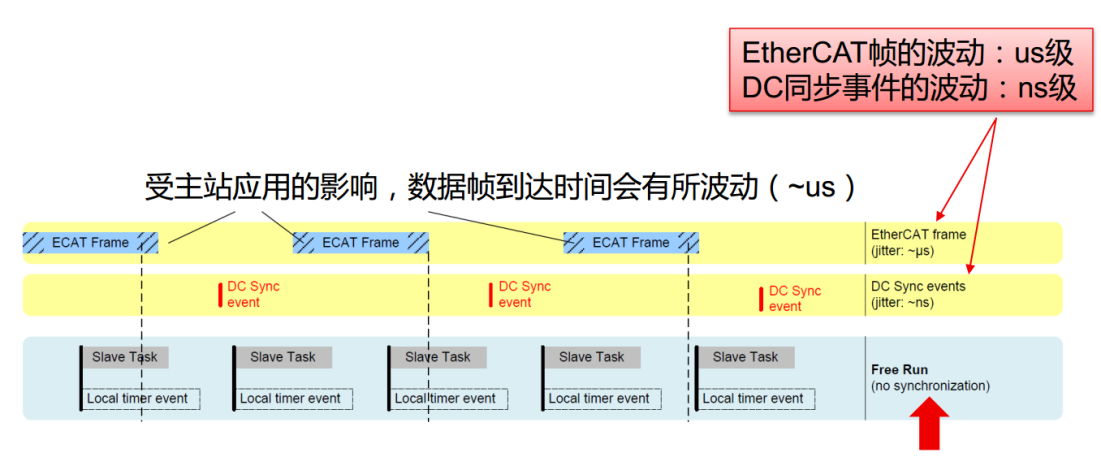 EtherCAT帧的波动：us级
DC同步事件的波动：ns级
受主站应用的影响，数据帧到达时间会有所波动（~us）
ECAT Frame
ECAT Frame
ECAT Frame
EtherCAT frame
(jitter: ~μs)
DC Sync
event
DC Sync
event
DC Sync
event
DC Sync events
(jitter: ~ns)
Slave Task
Slave Task
Slave Task
Slave Task
Slave Task
Free Run
(no synchronization)
Local timer event
Local timer event
Local timer event
Local timer event
Local timer event